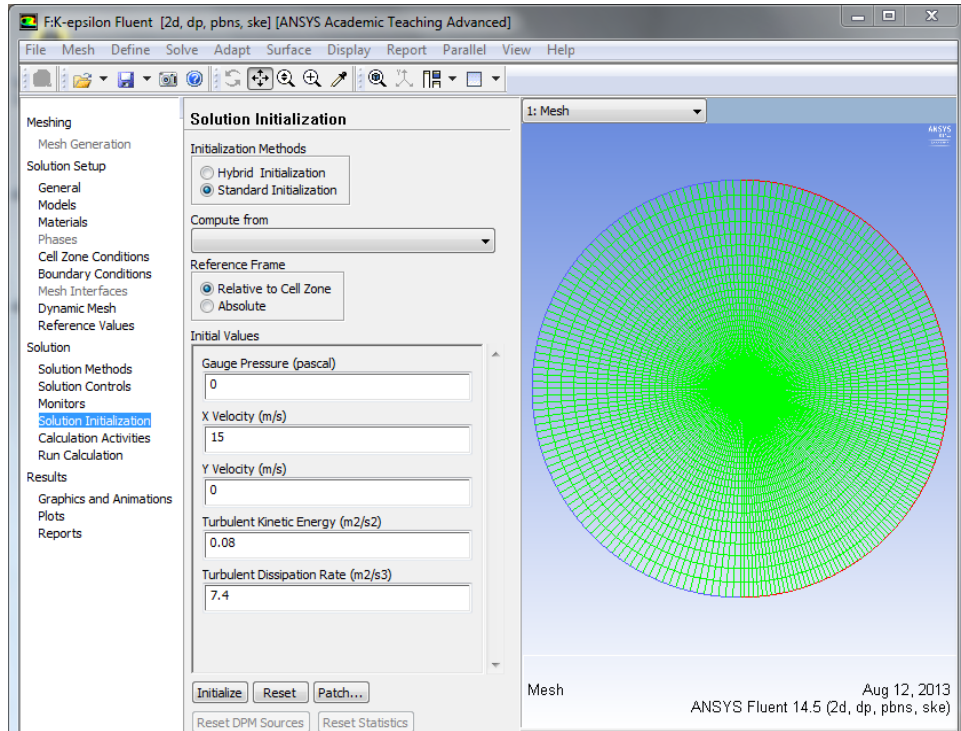 F:K-epsilon Fluent [2d, dp, pbns, ske] [ANSYS Academic Teaching Advanced]
File Mesh Define Solve Adapt Surface Display Report Parallel View Help
Meshing
Mesh Generation
Solution Setup
General
Models
Materials
Phases
Cell Zone Conditions
Boundary Conditions
Mesh Interfaces
Dynamic Mesh
Reference Values
Solution
Solution Methods
Solution Controls
Monitors
Solution Initialization
Calculation Activities
Run Calculation
Results
Graphics and Animations
Plots
Reports
Solution Initialization
Initialization Methods
Hybrid Initialization
Standard Initialization
Compute from
Reference Frame
Relative to Cell Zone
Absolute
Initial Values
Gauge Pressure (pascal)
0
X Velocity (m/s)
15
Y Velocity (m/s)
0
Turbulent Kinetic Energy (m2/s2)
0.08
Turbulent Dissipation Rate (m2/s3)
7.4
Initialize Reset Patch...
Reset DPM Sources Reset Statistics
1: Mesh
ANSYS
Mesh
Aug 12, 2013
ANSYS Fluent 14.5 (2d, dp, pbns, ske)